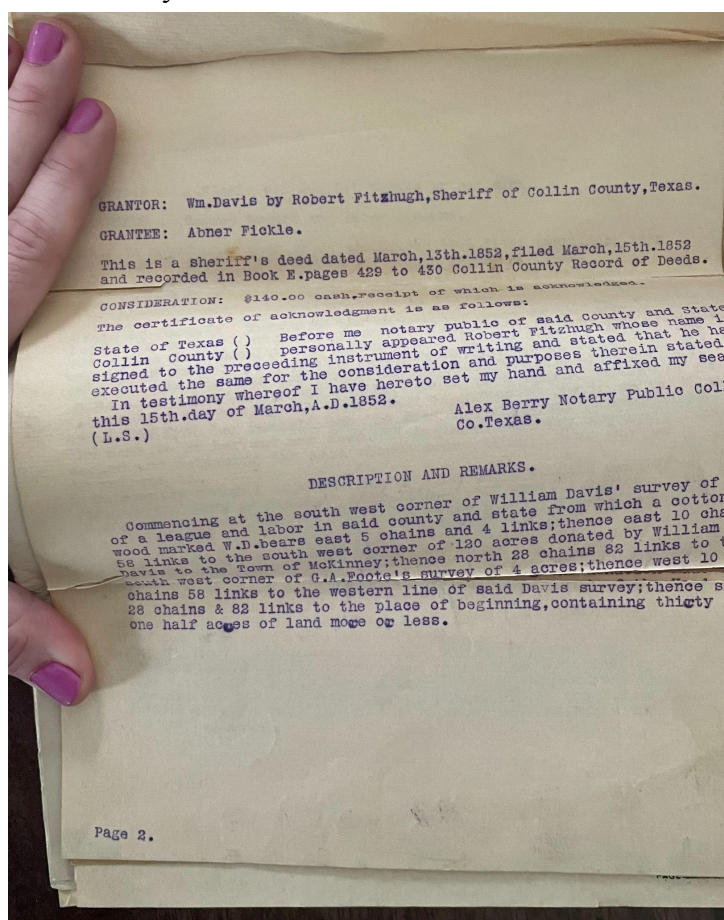 GRANTOR: Wm.Davis by Robert Fitzhugh,Sheriff of Collin County,Texas.
GRANTEE: Abner Fickle.
This is a sheriff's deed dated March,13th.1852,filed March,15th.1852
and recorded in Book E.pages 429 to 430 Collin County Record of Deeds.
CONSIDERATION: $140.00 cash,receipt of which is acknowledged.
The certificate of acknowledgment is as follows:
State of Texas () Before me notary public of said County and State
Collin County () personally appeared Robert Fitzhugh whose name
signed to the preceeding instrument of writing and stated that he
executed the same for the consideration and purposes therein stated
In testimony whereof I have hereto set my hand and affixed my
this 15th.day of March,A.D.1852.
Alex Berry Notary Public
(L.S.)
Co.Texas.
DESCRIPTION AND REMARKS.
Commencing at the south west corner of William Davis' survey of
of a league and labor in said county and state from which a cotton
wood marked W.D.bears east 5 chains and 4 links;thence east 10
58 links to the south west corner of 120 acres donated by William
Davis to the Town of McKinney;thence north 28 chains 82 links to
south west corner of G.A.Foote's survey of 4 acres;thence west 10
chains 58 links to the western line of said Davis survey;thence
28 chains & 82 links to the place of beginning,containing thirty
one half acres of land more or less.
Page 2.